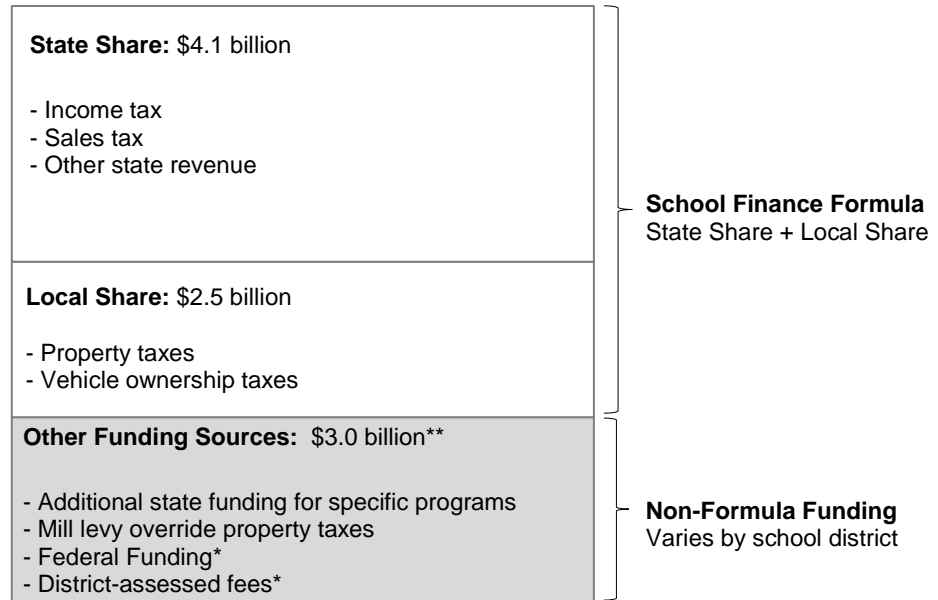 State Share: $4.1 billion
- Income tax
- Sales tax
- Other state revenue
School Finance Formula
State Share + Local Share
Local Share: $2.5 billion
- Property taxes
- Vehicle ownership taxes
Other Funding Sources: $3.0 billion**
- Additional state funding for specific programs
- Mill levy override property taxes
- Federal Funding*
- District-assessed fees*
Non-Formula Funding
Varies by school district